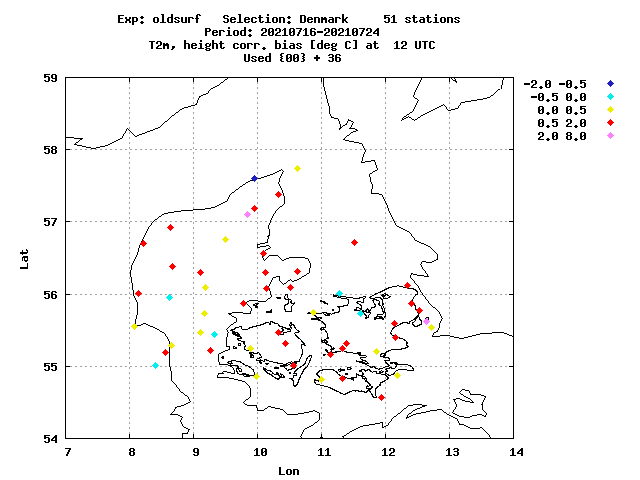 Exp: oldsurf   Selection: Denmark     51 stations
Period: 20210716-20210724
T2m, height corr. bias [deg C] at  12 UTC
Used {00} + 36
-2.0 -0.5
-0.5 0.0
0.0 0.5
0.5 2.0
2.0 8.0
59
58
57
56
55
54
Lat
7 8 9 10 11 12 13 14
Lon